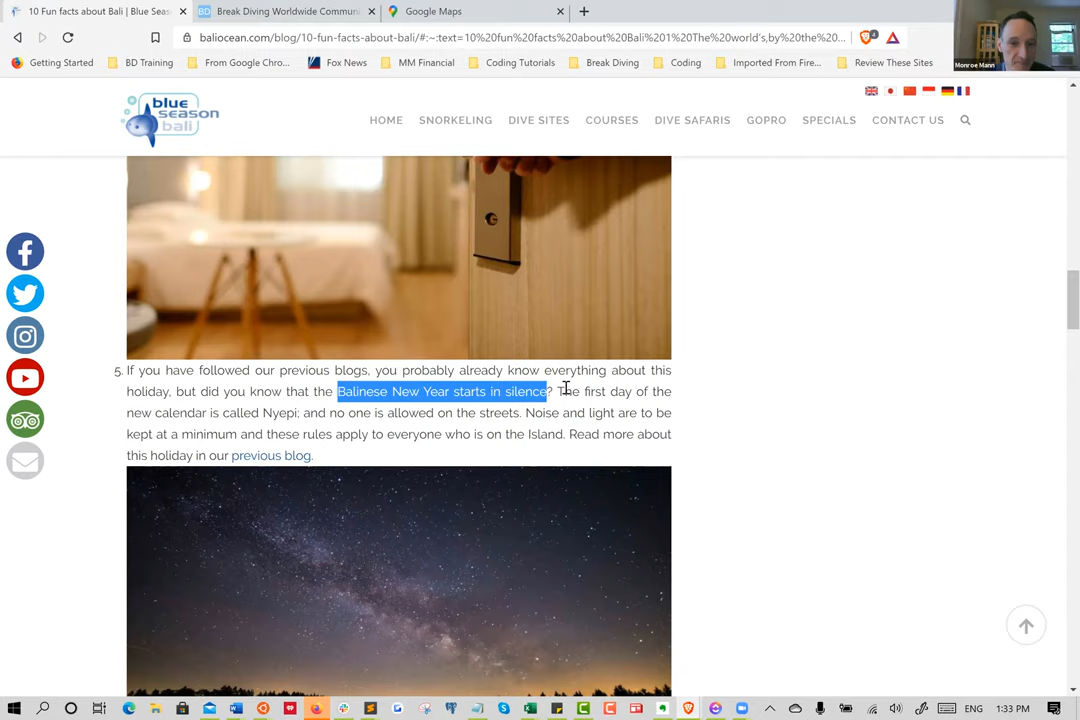 10 Fun facts about Bali | Blue Seas
Break Diving Worldwide Commun
Google Maps
baliocean.com/blog/10-fun-facts-about-bali/#:~:text=10%20fun%20facts%20about%20Bali%201%20The%20world's,by%20the%20...
4
Monroe Mann
Getting Started
BD Training
From Google Chro...
Fox News
MM Financial
Coding Tutorials
Break Diving
Coding
Imported From Fire...
Review These Sites
blue
season
bali
HOME
SNORKELING
DIVE SITES
COURSES
DIVE SAFARIS
GOPRO
SPECIALS
CONTACT US
5. If you have followed our previous blogs, you probably already know everything about this
holiday, but did you know that the Balinese New Year starts in silence? The first day of the
new calendar is called Nyepi; and no one is allowed on the streets. Noise and light are to be
kept at a minimum and these rules apply to everyone who is on the Island. Read more about
this holiday in our previous blog.
ENG
1:33 PM